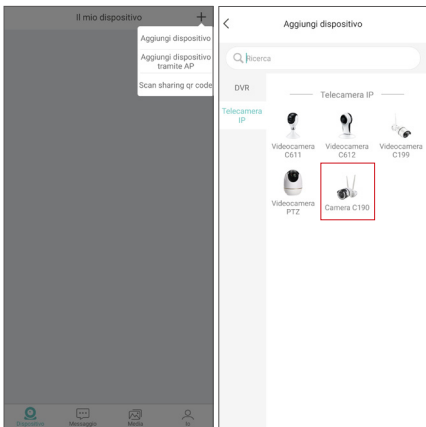 Il mio dispositivo
Aggiungi dispositivo
Aggiungi dispositivo
tramite AP
Scan sharing qr code
Dispositivo
Messaggio
Media
Io
Aggiungi dispositivo
Ricerca
DVR
Telecamera
IP
Telecamera IP
Videocamera
C611
Videocamera
C612
Videocamera
C199
Videocamera
PTZ
Camera C190